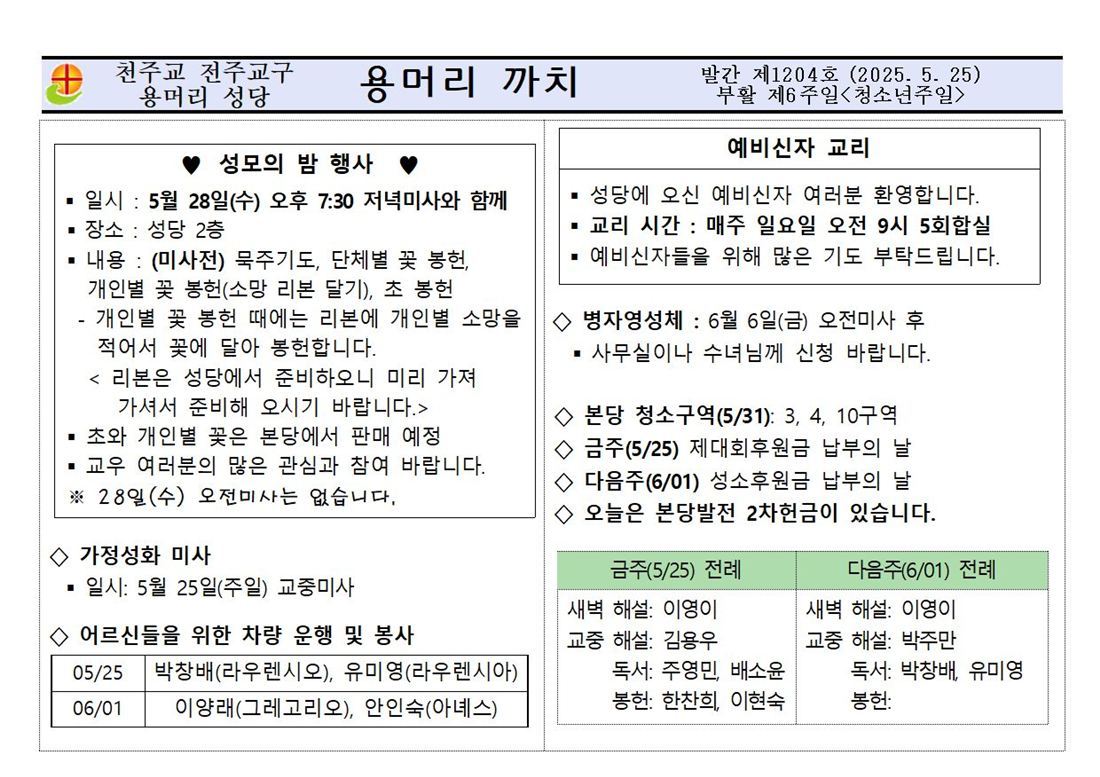 천주교 전주교구
용머리 성당
용머리 까치
발간 제1204호 (2025. 5. 25)
부활 제6주일<청소년주일>
♥ 성모의 밤 행사 ♥
▪ 일시 : 5월 28일(수) 오후 7:30 저녁미사와 함께
▪ 장소 : 성당 2층
▪ 내용 : (미사전) 묵주기도, 단체별 꽃 봉헌,
개인별 꽃 봉헌(소망 리본 달기), 초 봉헌
- 개인별 꽃 봉헌 때에는 리본에 개인별 소망을
적어서 꽃에 달아 봉헌합니다.
< 리본은 성당에서 준비하오니 미리 가져
가셔서 준비해 오시기 바랍니다.>
▪ 초와 개인별 꽃은 본당에서 판매 예정
▪ 교우 여러분의 많은 관심과 참여 바랍니다.
※ 28일(수) 오전미사는 없습니다.
◇ 가정성화 미사
▪ 일시: 5월 25일(주일) 교중미사
◇ 어르신들을 위한 차량 운행 및 봉사
05/25 박창배(라우렌시오), 유미영(라우렌시아)
06/01 이양래(그레고리오), 안인숙(아녜스)
예비신자 교리
▪ 성당에 오신 예비신자 여러분 환영합니다.
▪ 교리 시간 : 매주 일요일 오전 9시 5회합실
▪ 예비신자들을 위해 많은 기도 부탁드립니다.
◇ 병자영성체 : 6월 6일(금) 오전미사 후
▪ 사무실이나 수녀님께 신청 바랍니다.
◇ 본당 청소구역(5/31): 3, 4, 10구역
◇ 금주(5/25) 제대회후원금 납부의 날
◇ 다음주(6/01) 성소후원금 납부의 날
◇ 오늘은 본당발전 2차헌금이 있습니다.
금주(5/25) 전례
새벽 해설: 이영이
교중 해설: 김용우
독서: 주영민, 배소윤
봉헌: 한찬희, 이현숙
다음주(6/01) 전례
새벽 해설: 이영이
교중 해설: 박주만
독서: 박창배, 유미영
봉헌: